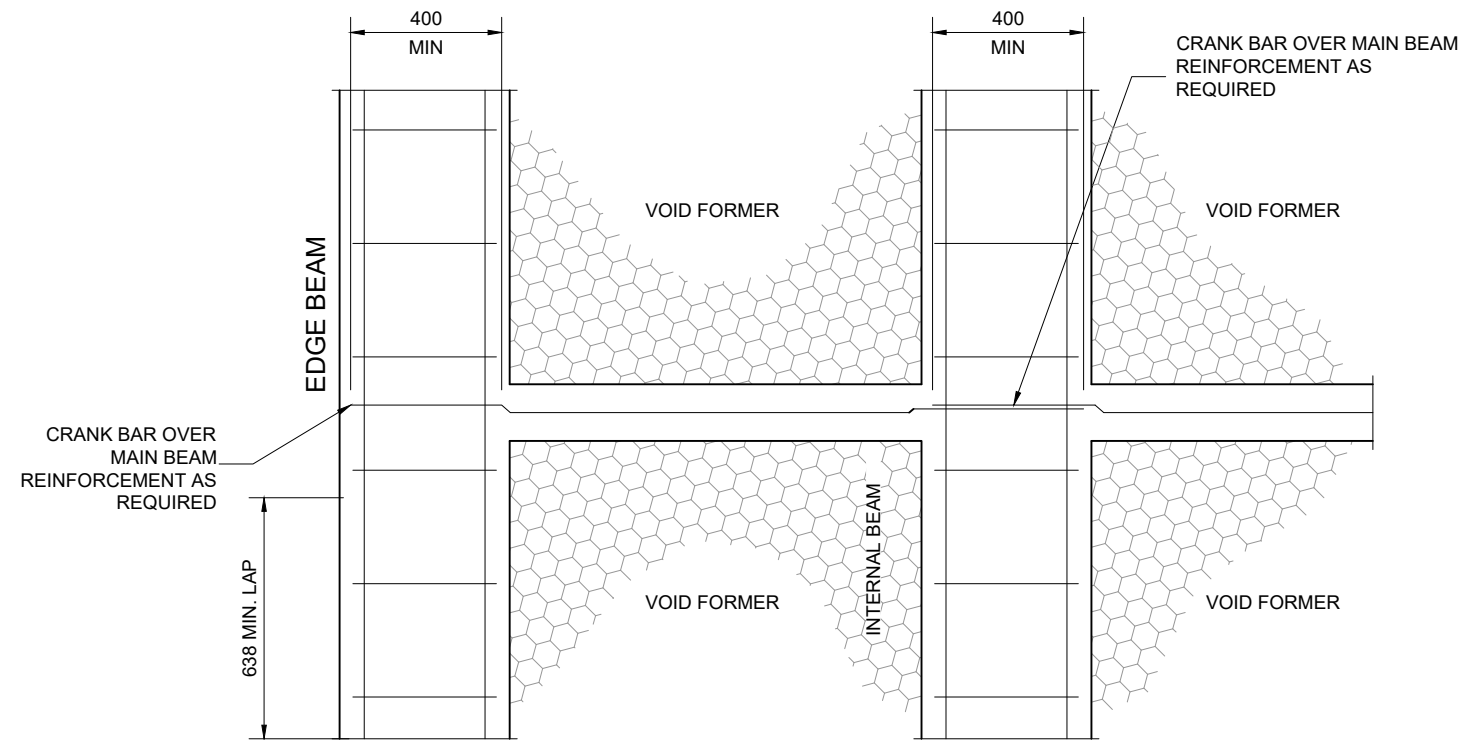 400
MIN
400
MIN
CRANK BAR OVER MAIN BEAM
REINFORCEMENT AS
REQUIRED
VOID FORMER
VOID FORMER
EDGE BEAM
CRANK BAR OVER
MAIN BEAM
REINFORCEMENT AS
REQUIRED
INTERNAL BEAM
638 MIN. LAP
VOID FORMER
VOID FORMER